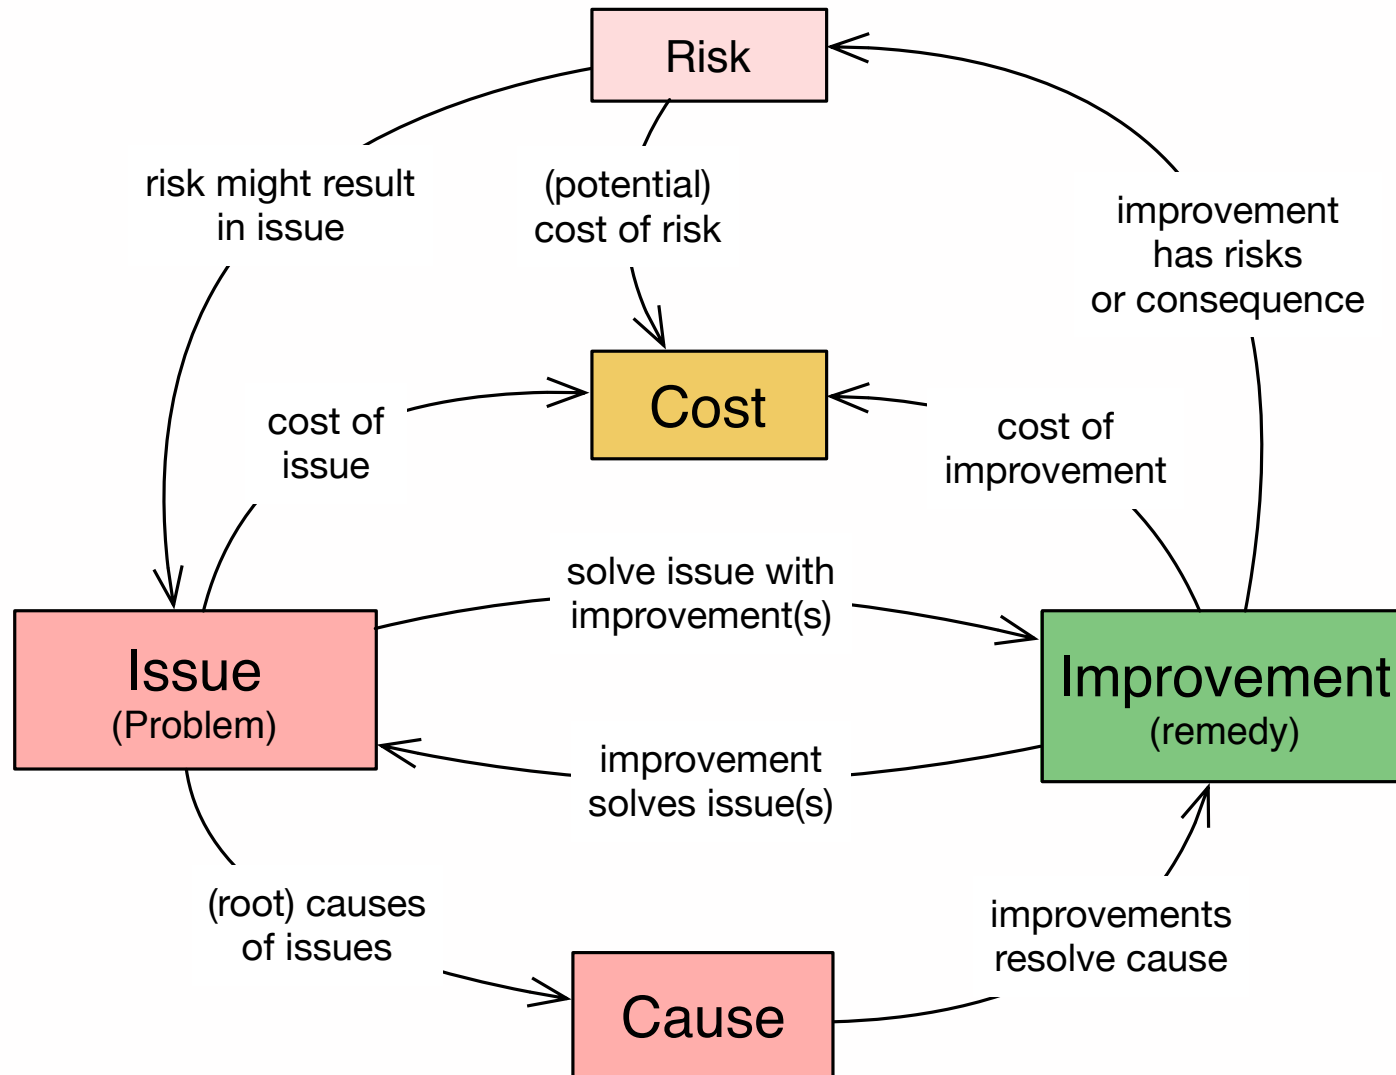 Risk
risk might result
in issue
(potential)
cost of risk
improvement
has risks
or consequence
Cost
cost of
issue
cost of
improvement
solve issue with
improvement(s)
Issue
(Problem)
Improvement
(remedy)
improvement
solves issue(s)
(root) causes
of issues
improvements
resolve cause
Cause